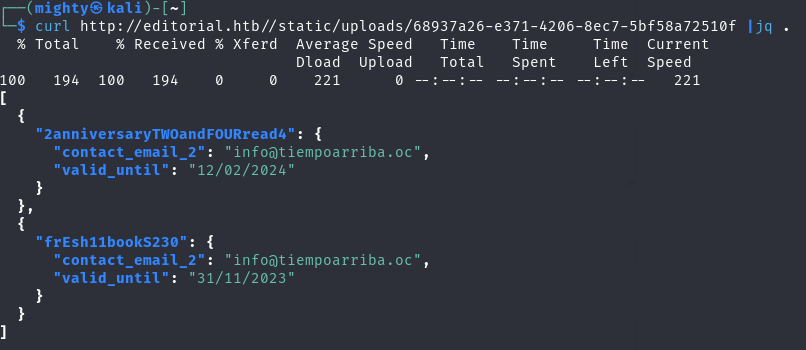 ┌──(mighty㉿kali)-[~]
└─$ curl http://editorial.htb//static/uploads/68937a26-e371-4206-8ec7-5bf58a72510f |jq .
  % Total    % Received % Xferd  Average Speed   Time    Time     Time  Current
                                 Dload  Upload   Total   Spent    Left  Speed
100   194  100   194    0     0    221      0 --:--:-- --:--:-- --:--:--   221
[
  {
    "2anniversaryTWOandFOURread4": {
      "contact_email_2": "info@tiempoarriba.oc",
      "valid_until": "12/02/2024"
    }
  },
  {
    "frEsh11bookS230": {
      "contact_email_2": "info@tiempoarriba.oc",
      "valid_until": "31/11/2023"
    }
  }
]